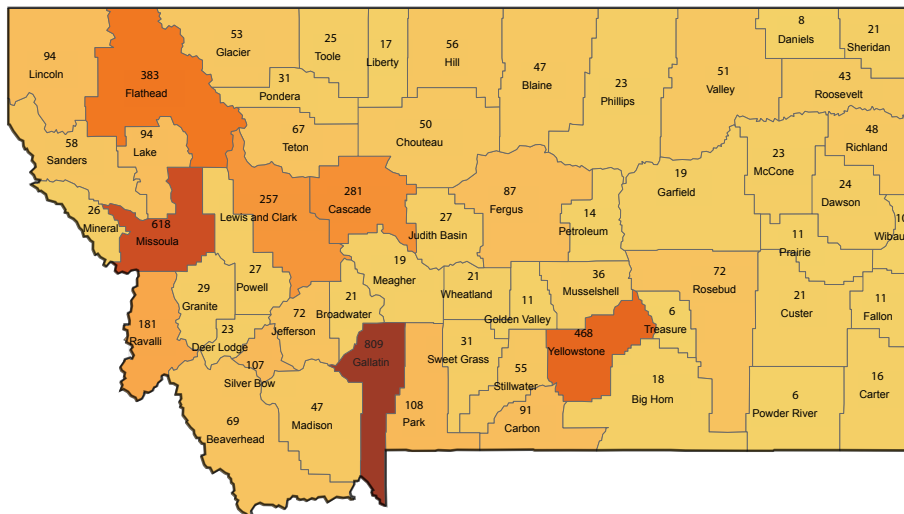 94
Lincoln
383
Flathead
53
Glacier
25
Toole
17
Liberty
56
Hill
47
Blaine
23
Phillips
51
Valley
8
Daniels
21
Sheridan
43
Roosevelt
31
Pondera
67
Teton
50
Chouteau
58
Sanders
94
Lake
48
Richland
23
McCone
19
Garfield
24
Dawson
10
Wibau
26
Mineral
618
Missoula
257
Lewis and Clark
281
Cascade
27
Judith Basin
87
Fergus
14
Petroleum
11
Prairie
29
Granite
27
Powell
19
Meagher
21
Wheatland
11
Golden Valley
36
Musselshell
72
Rosebud
21
Custer
11
Fallon
181
Ravalli
23
Deer Lodge
72
Jefferson
21
Broadwater
809
Gallatin
31
Sweet Grass
468
Yellowstone
6
Treasure
107
Silver Bow
55
Stillwater
18
Big Horn
16
Carter
6
Powder River
69
Beaverhead
47
Madison
108
Park
91
Carbon